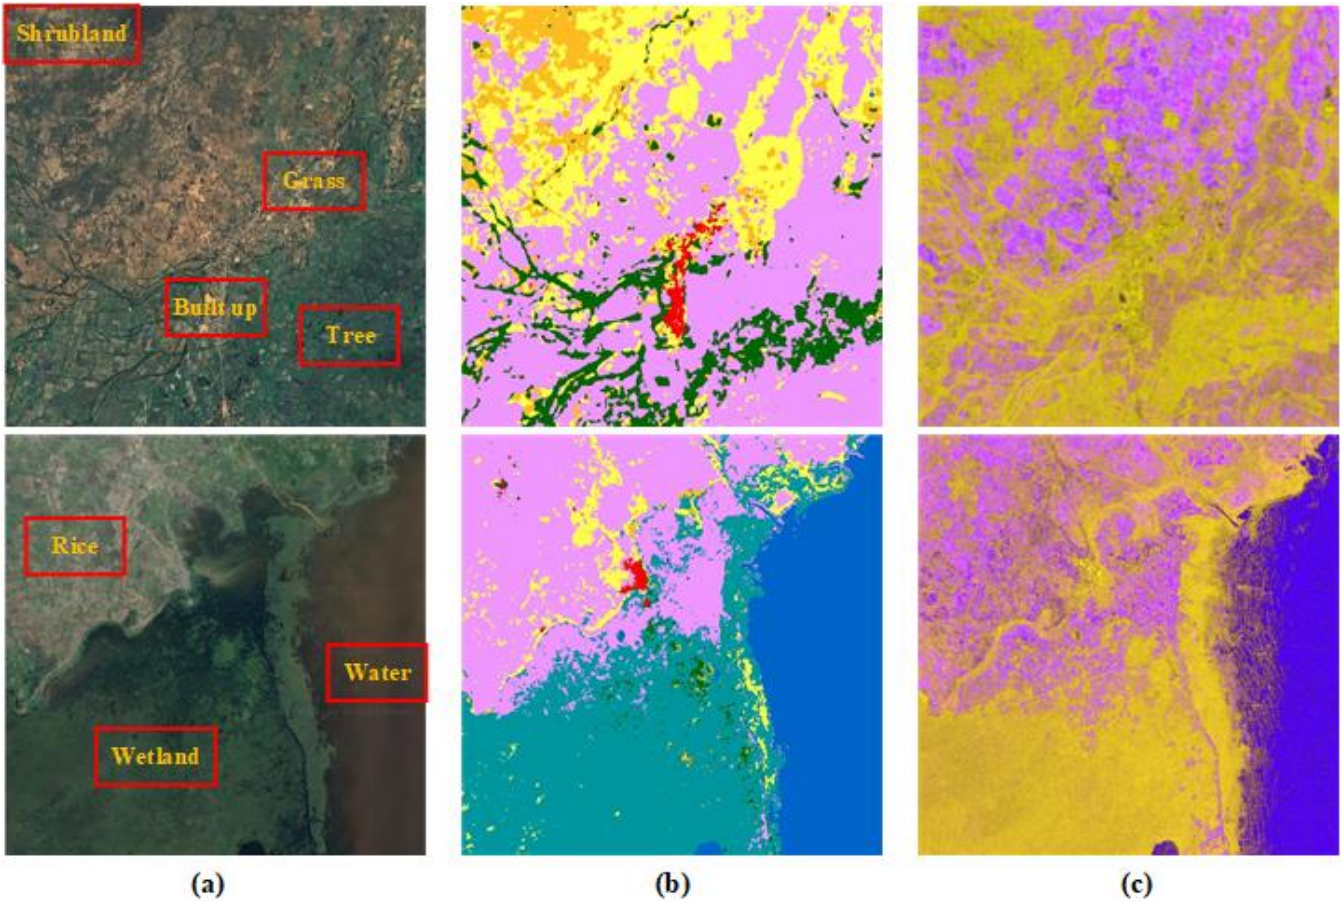 Shrubland
Grass
Built up
Tree
Rice
Water
Wetland
(a)
(b)
(c)